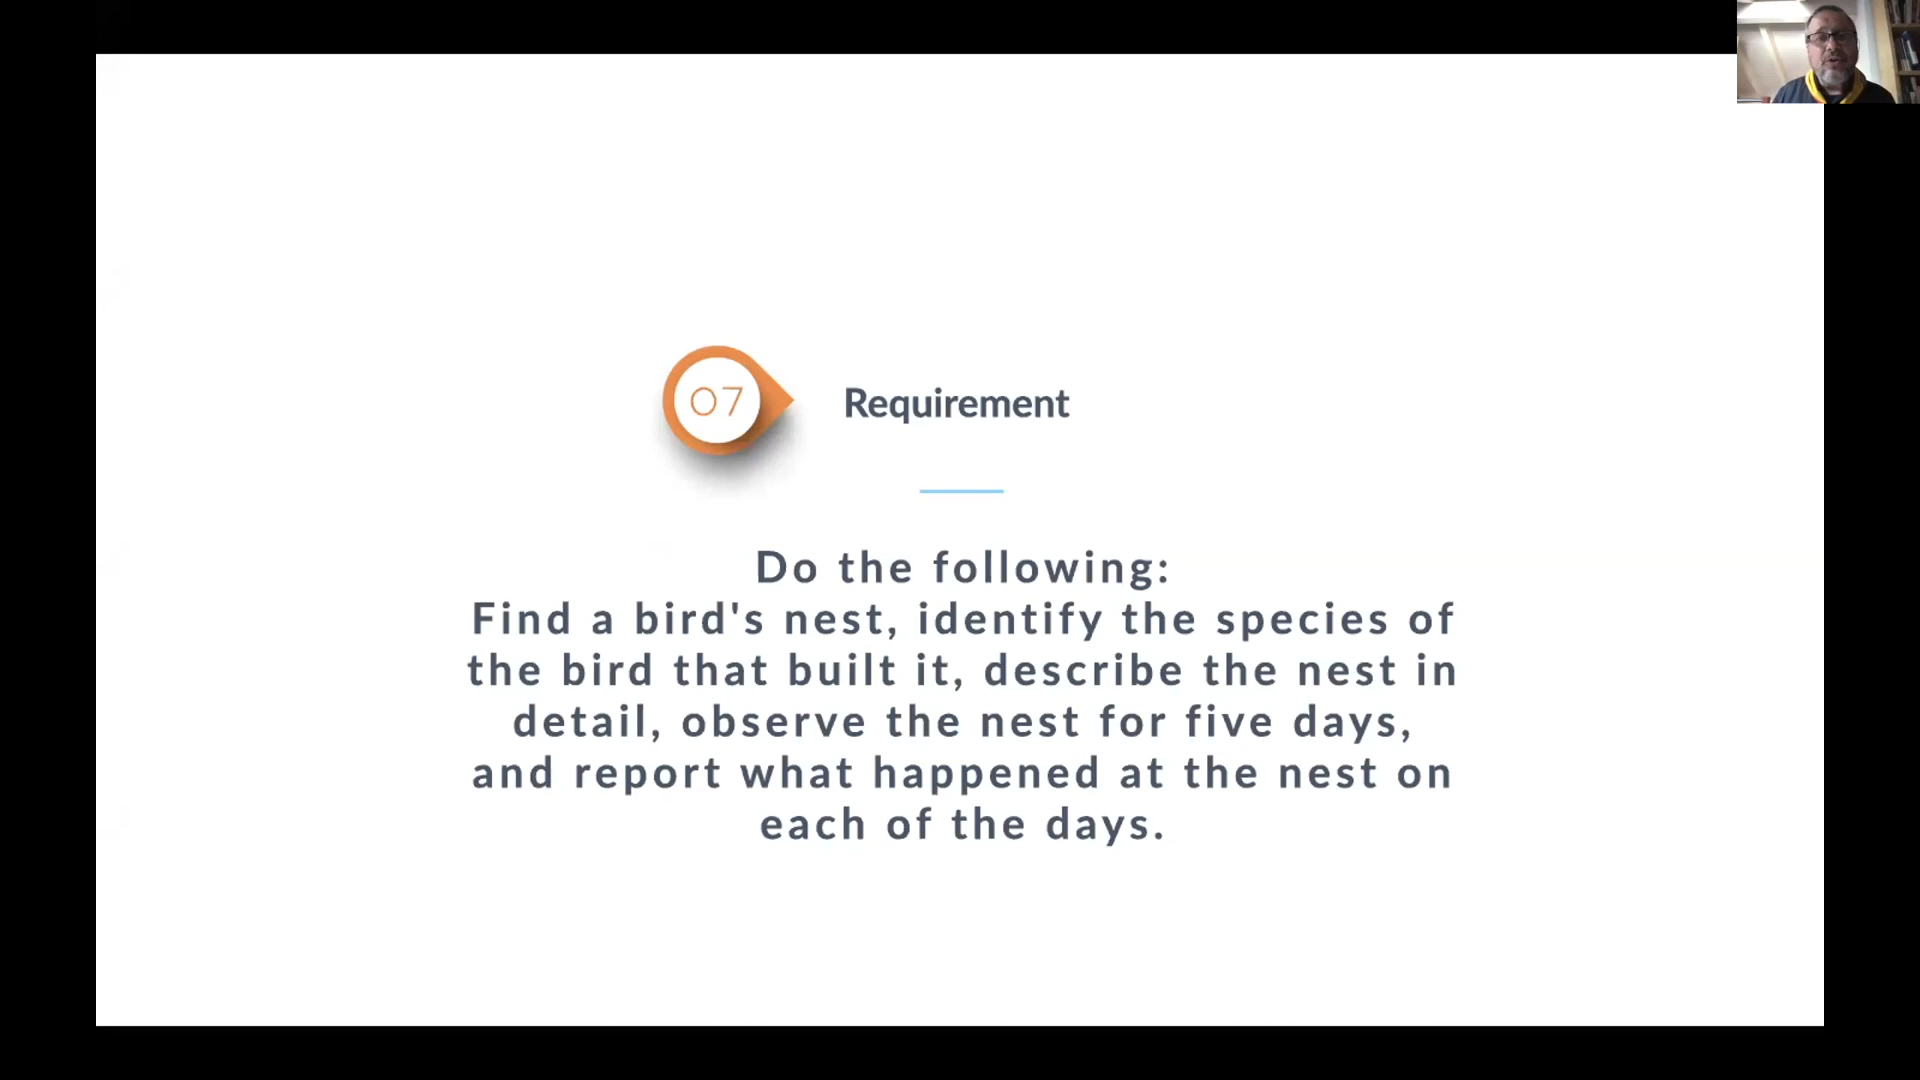 07
Requirement
Do the following:
Find a bird's nest, identify the species of
the bird that built it, describe the nest in
detail, observe the nest for five days,
and report what happened at the nest on
each of the days.